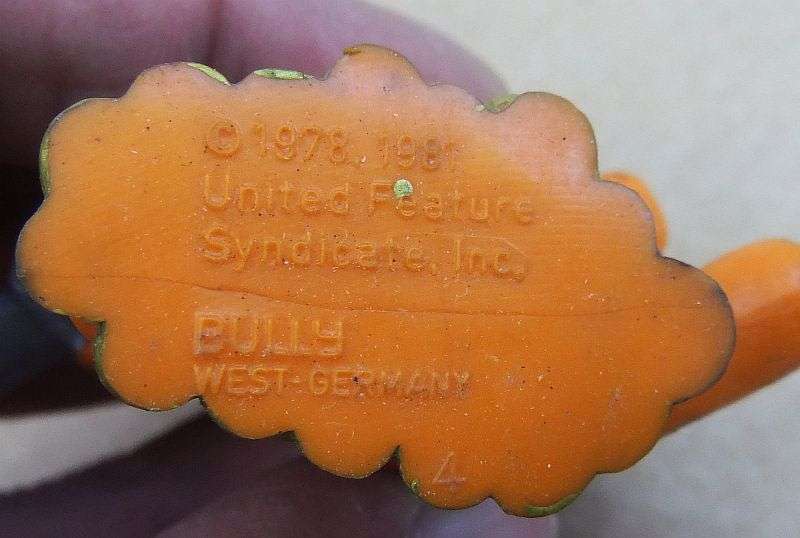 © 1978, 1981
United Feature
Syndicate, Inc.
BULLY
WEST-GERMANY
4